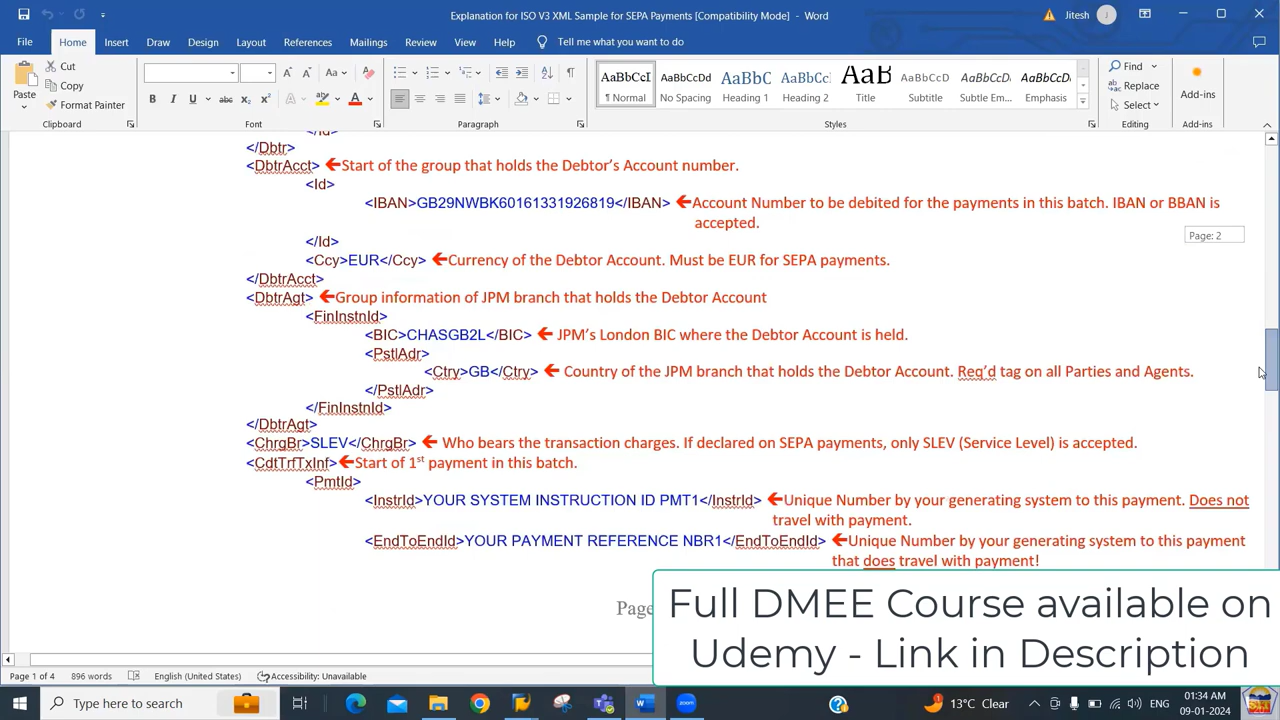 Explanation for ISO V3 XML Sample for SEPA Payments [Compatibility Mode] - Word
Jitesh J
File Home Insert Draw Design Layout References Mailings Review View Help Tell me what you want to do
Paste
Cut
Copy
Format Painter
Clipboard
Font
Paragraph
AaBbCcI ¶ Normal
AaBbCcDd No Spacing
AaBbC Heading 1
AaBbCc Heading 2
AaB Title
AaBbCcD Subtitle
AaBbCcDd Subtle Em...
AaBbCcDd Emphasis
Styles
Find
Replace
Select
Editing
Add-ins
Add-ins
</Id>
</Dbtr>
<DbtrAcct> 🡸Start of the group that holds the Debtor's Account number.
<Id>
<IBAN>GB29NWBK60161331926819</IBAN> 🡸Account Number to be debited for the payments in this batch. IBAN or BBAN is
accepted.
Page: 2
</Id>
<Ccy>EUR</Ccy> 🡸Currency of the Debtor Account. Must be EUR for SEPA payments.
</DbtrAcct>
<DbtrAgt> 🡸Group information of JPM branch that holds the Debtor Account
<FinInstnId>
<BIC>CHASGB2L</BIC> 🡸 JPM's London BIC where the Debtor Account is held.
<PstlAdr>
<Ctry>GB</Ctry> 🡸 Country of the JPM branch that holds the Debtor Account. Req'd tag on all Parties and Agents.
</PstlAdr>
</FinInstnId>
</DbtrAgt>
<ChrgBr>SLEV</ChrgBr> 🡸 Who bears the transaction charges. If declared on SEPA payments, only SLEV (Service Level) is accepted.
<CdtTrfTxInf>🡸Start of 1st payment in this batch.
<PmtId>
<InstrId>YOUR SYSTEM INSTRUCTION ID PMT1</InstrId> 🡸Unique Number by your generating system to this payment. Does not
travel with payment.
<EndToEndId>YOUR PAYMENT REFERENCE NBR1</EndToEndId> 🡸Unique Number by your generating system to this payment
that does travel with payment!
Page
Full DMEE Course available on
Udemy - Link in Description
Page 1 of 4 896 words English (United States) Accessibility: Unavailable
Type here to search
13°C Clear
ENG
01:34 AM
09-01-2024